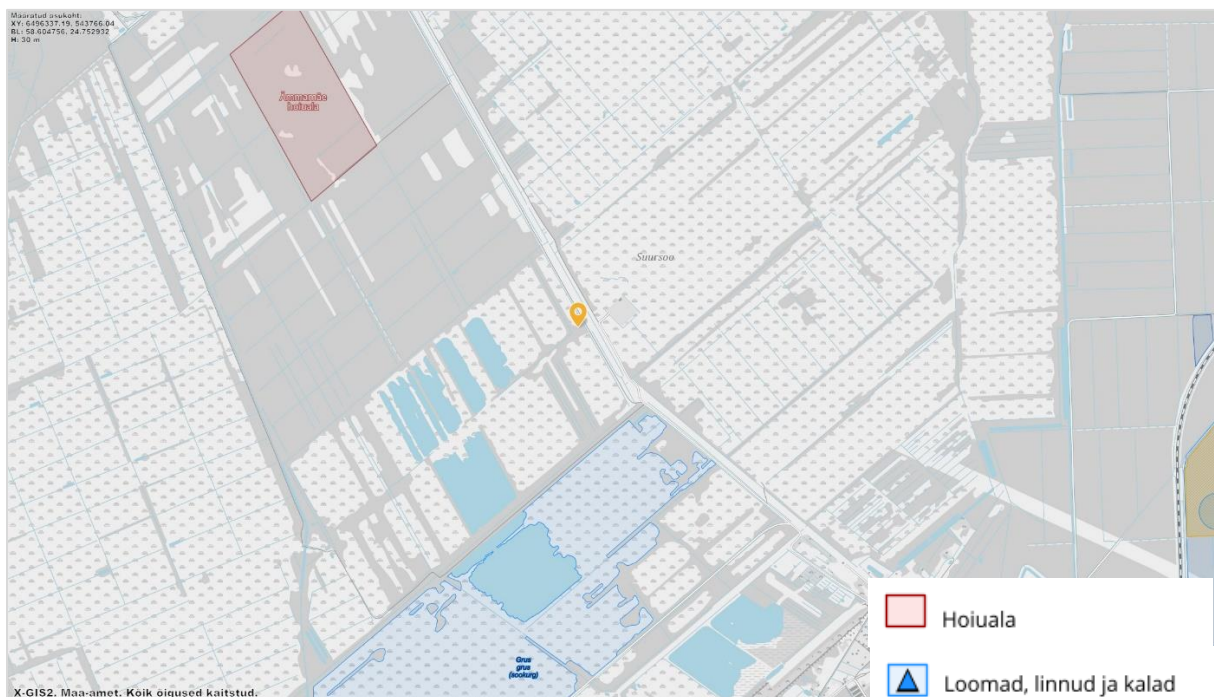 Määratud asukoht:
XY: 6496337.19, 543766.04
BL: 58.604756, 24.752932
H: 30 m
Ämmamäe
hoiuala
Suursoo
Grus
grus
(sookurg)
Hoiuala
Loomad, linnud ja kalad
X-GIS2. Maa-amet. Kõik õigused kaitstud.